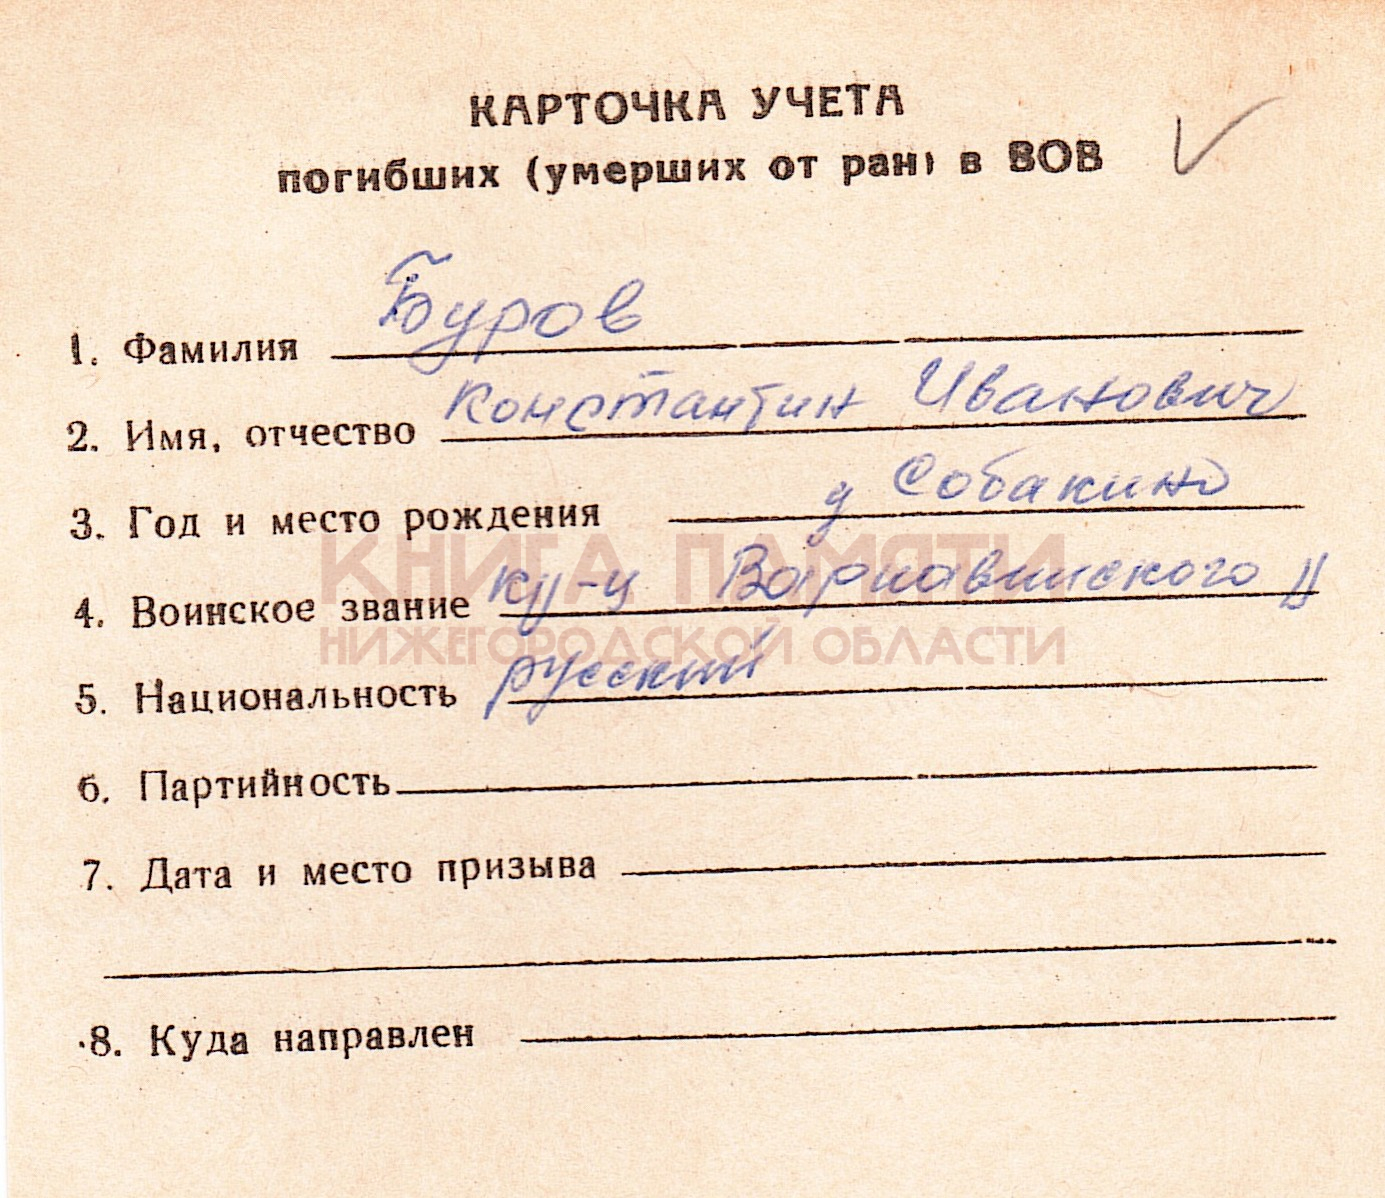 КАРТОЧКА УЧЕТА
погибших (умерших от ран) в ВОВ
1. Фамилия Буров
2. Имя, отчество Константин Иванович
3. Год и место рождения д Собакино
КНИГА ПАМЯТИ
4. Воинское звание кр-ц Варнавинского р
НИЖЕГОРОДСКОЙ ОБЛАСТИ
5. Национальность русский
6. Партийность
7. Дата и место призыва
8. Куда направлен